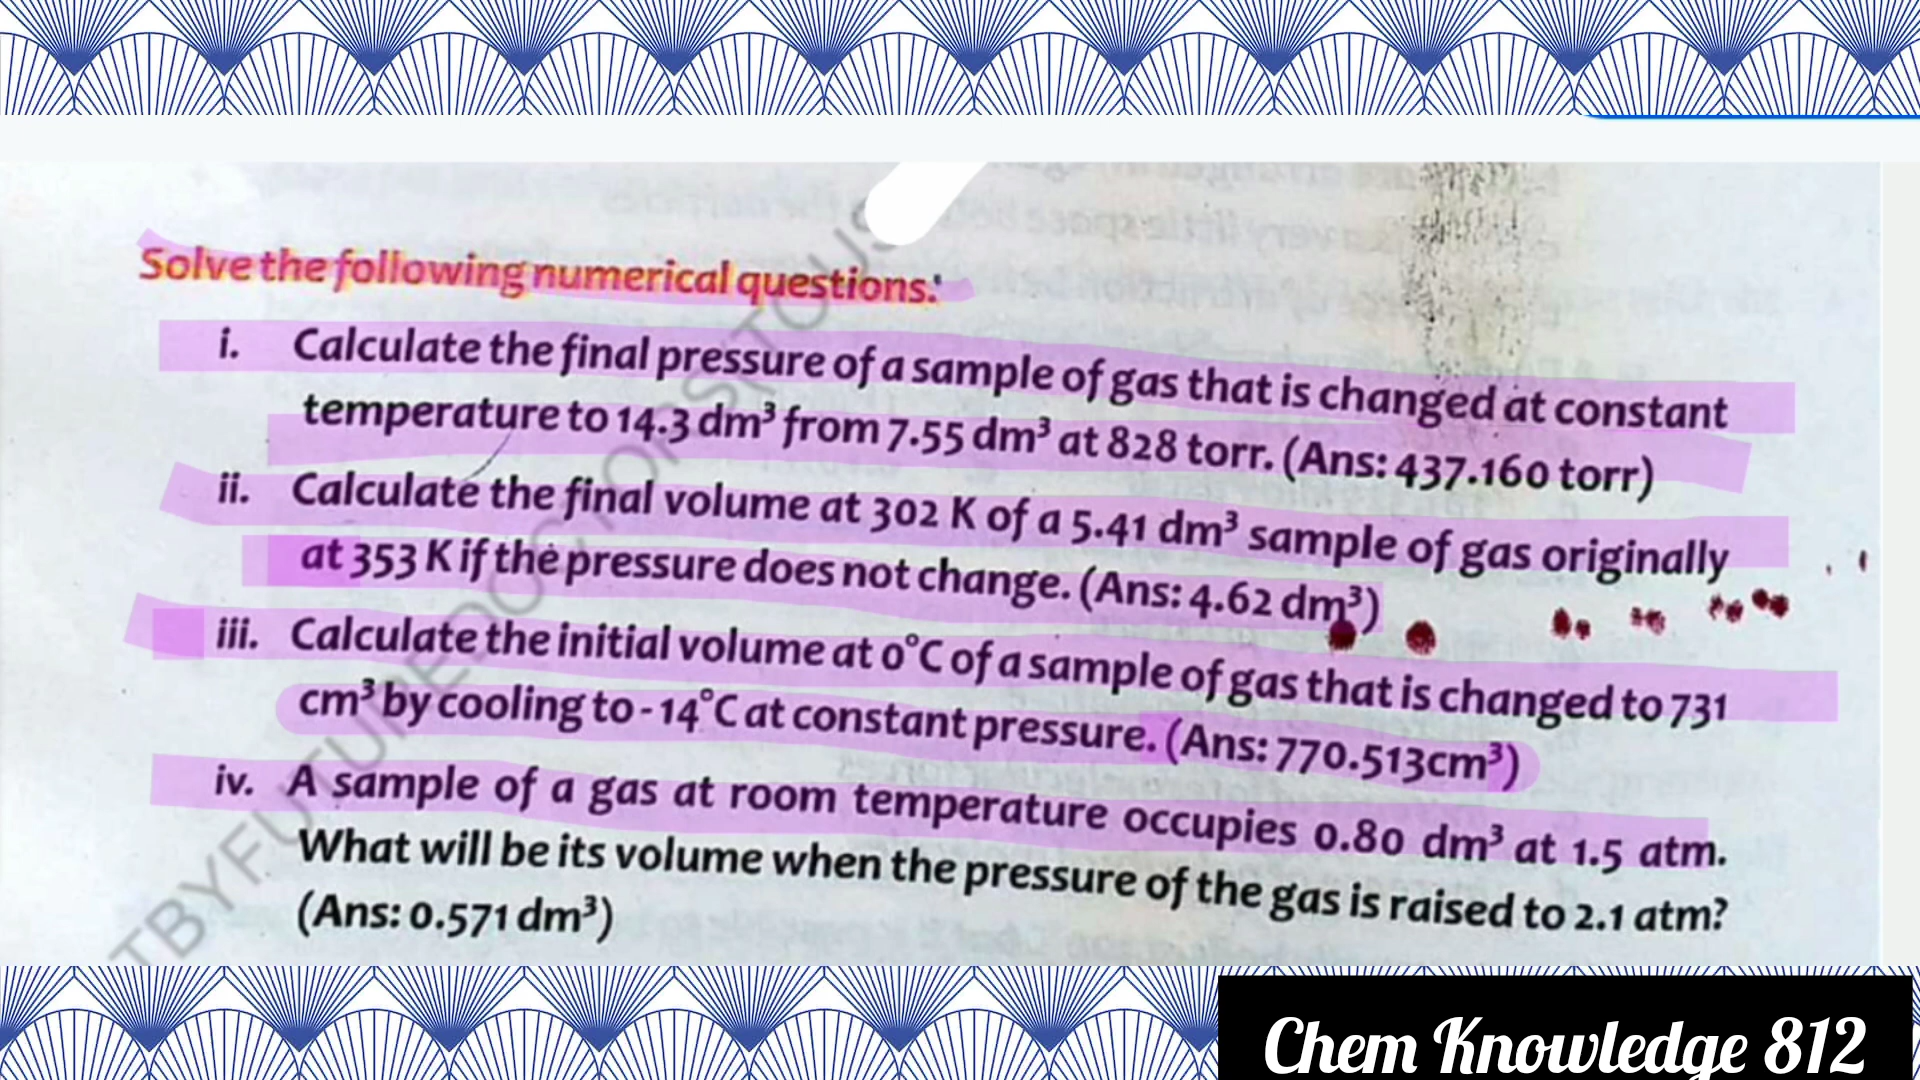 Solve the following numerical questions:
i. Calculate the final pressure of a sample of gas that is changed at constant
temperature to 14.3 dm³ from 7.55 dm³ at 828 torr. (Ans: 437.160 torr)
ii. Calculate the final volume at 302 K of a 5.41 dm³ sample of gas originally
at 353 K if the pressure does not change. (Ans: 4.62 dm³)
iii. Calculate the initial volume at 0°C of a sample of gas that is changed to 731
cm³ by cooling to -14°C at constant pressure. (Ans: 770.513cm³)
iv. A sample of a gas at room temperature occupies 0.80 dm³ at 1.5 atm.
What will be its volume when the pressure of the gas is raised to 2.1 atm?
(Ans: 0.571 dm³)
TBYFUTUREDOCTORSTOUS
Chem Knowledge 812